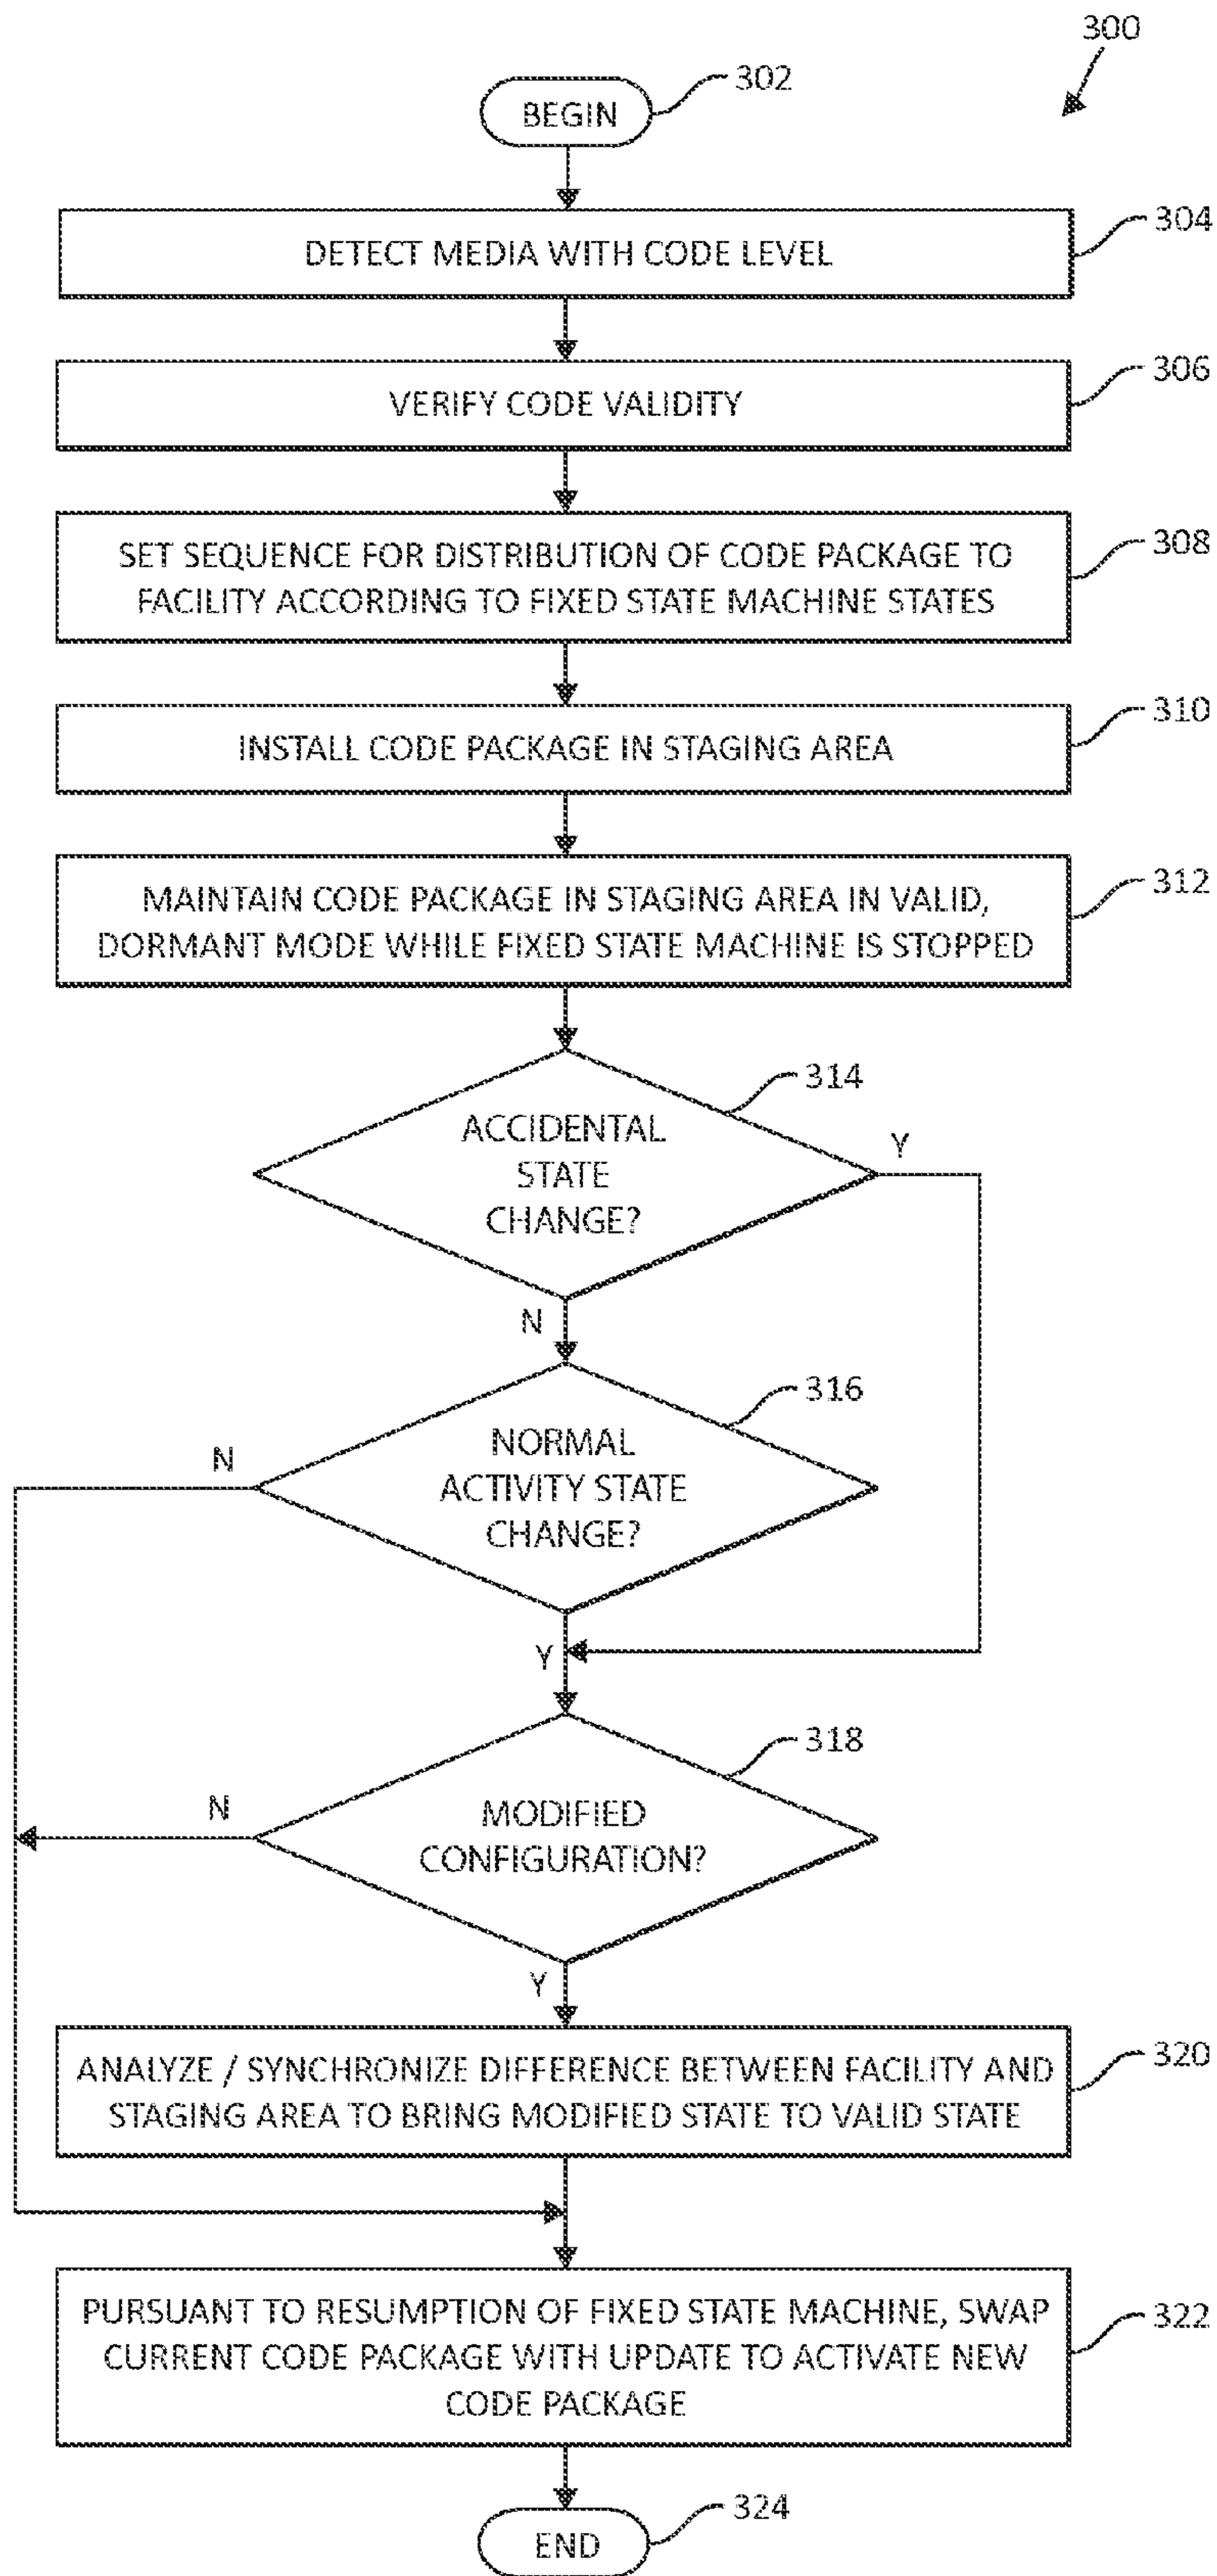 300
BEGIN
302
DETECT MEDIA WITH CODE LEVEL
304
VERIFY CODE VALIDITY
306
SET SEQUENCE FOR DISTRIBUTION OF CODE PACKAGE TO
FACILITY ACCORDING TO FIXED STATE MACHINE STATES
308
INSTALL CODE PACKAGE IN STAGING AREA
310
MAINTAIN CODE PACKAGE IN STAGING AREA IN VALID,
DORMANT MODE WHILE FIXED STATE MACHINE IS STOPPED
312
ACCIDENTAL
STATE
CHANGE?
314
Y
N
NORMAL
ACTIVITY STATE
CHANGE?
316
N
Y
MODIFIED
CONFIGURATION?
318
N
Y
ANALYZE / SYNCHRONIZE DIFFERENCE BETWEEN FACILITY AND
STAGING AREA TO BRING MODIFIED STATE TO VALID STATE
320
PURSUANT TO RESUMPTION OF FIXED STATE MACHINE, SWAP
CURRENT CODE PACKAGE WITH UPDATE TO ACTIVATE NEW
CODE PACKAGE
322
END
324